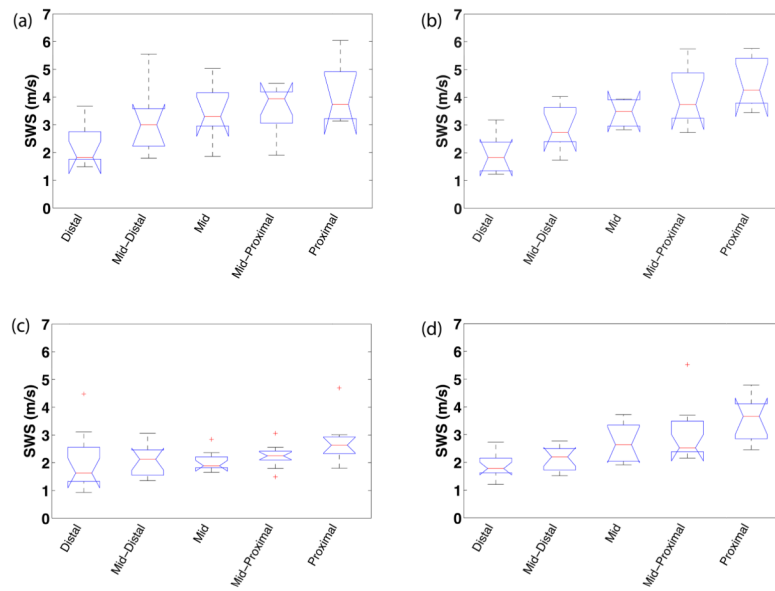 (a)
SWS (m/s)
7
6
5
4
3
2
1
0
Distal
Mid-Distal
Mid
Mid-Proximal
Proximal
(b)
SWS (m/s)
7
6
5
4
3
2
1
0
Distal
Mid-Distal
Mid
Mid-Proximal
Proximal
(c)
SWS (m/s)
7
6
5
4
3
2
1
0
Distal
Mid-Distal
Mid
Mid-Proximal
Proximal
(d)
SWS (m/s)
7
6
5
4
3
2
1
0
Distal
Mid-Distal
Mid
Mid-Proximal
Proximal